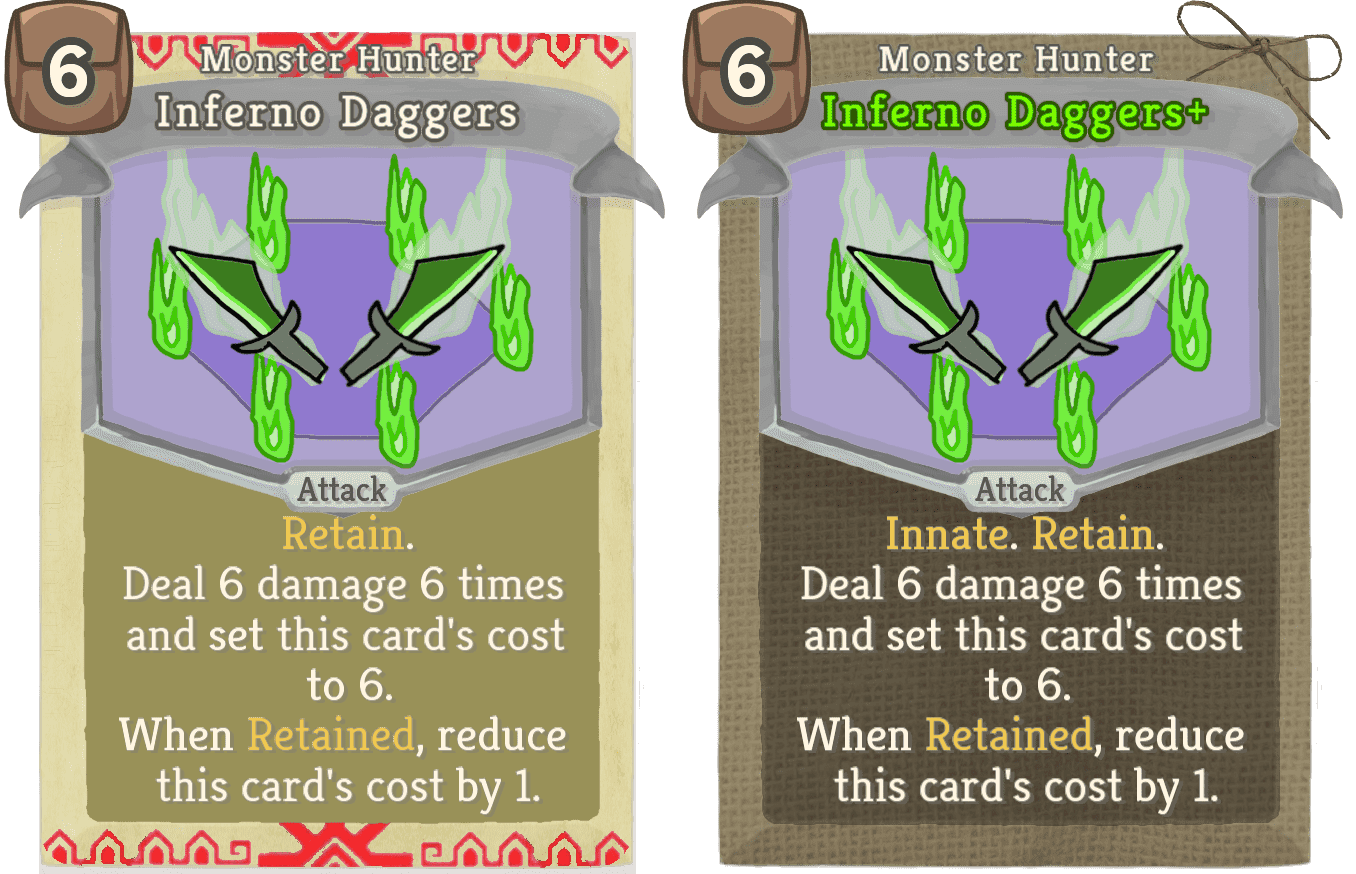 6
Monster Hunter
Inferno Daggers
Attack
Retain.
Deal 6 damage 6 times
and set this card's cost
to 6.
When Retained, reduce
this card's cost by 1.
6
Monster Hunter
Inferno Daggers+
Attack
Innate. Retain.
Deal 6 damage 6 times
and set this card's cost
to 6.
When Retained, reduce
this card's cost by 1.